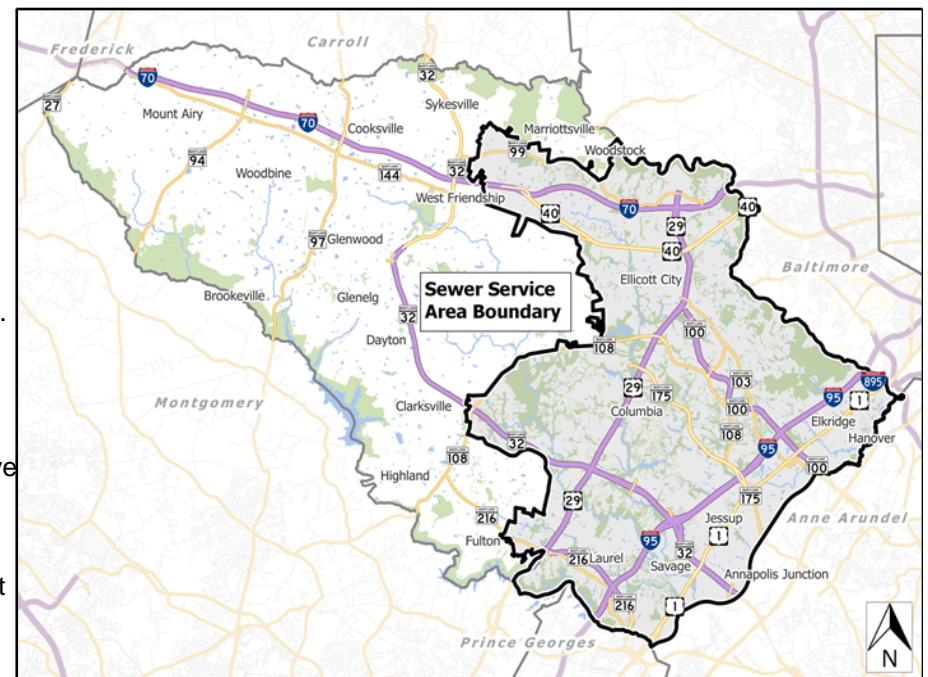 Frederick
Carroll
70
32
27
Mount Airy
Sykesville
70
Cooksville
Marriottsville
94
99
Woodstock
Woodbine
144
32
West Friendship
70
40
40
29
97
Glenwood
40
Baltimore
Ellicott City
Brookeville
Glenelg
Sewer Service
Area Boundary
.
32
100
Dayton
108
103
895
29
175
95
1
Montgomery
Clarksville
Columbia
100
Elkridge
32
108
95
Hanover
108
ve
100
Highland
29
175
216
Jessup
Anne Arundel
Fulton
95
1
32
216
Laurel
Savage
Annapolis Junction
t
216
1
Prince Georges
N